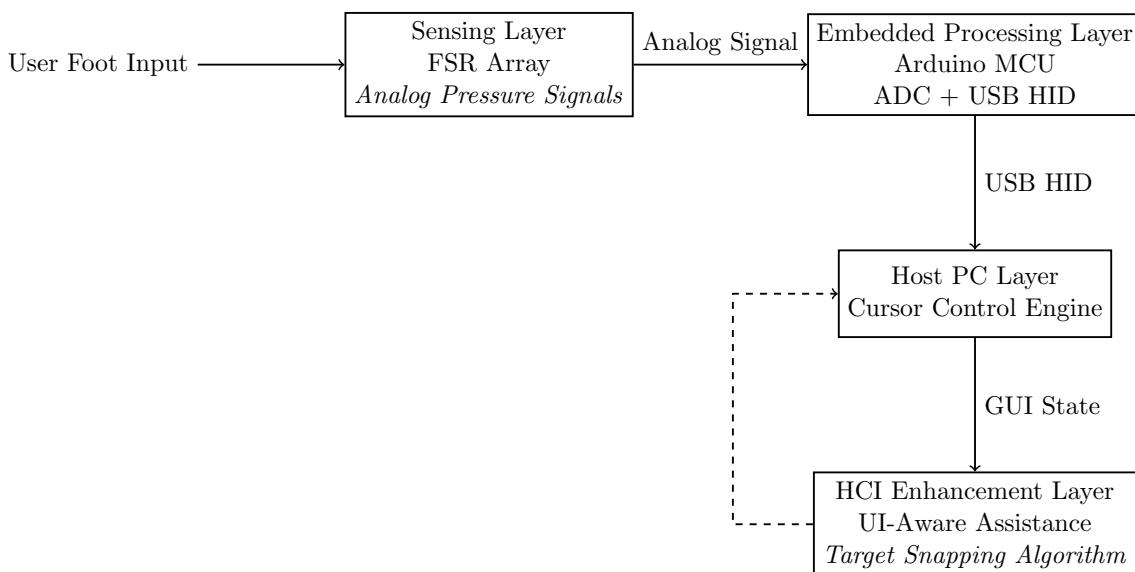 User Foot Input
Sensing Layer
FSR Array
Analog Pressure Signals
Analog Signal
Embedded Processing Layer
Arduino MCU
ADC + USB HID
USB HID
Host PC Layer
Cursor Control Engine
GUI State
HCI Enhancement Layer
UI-Aware Assistance
Target Snapping Algorithm